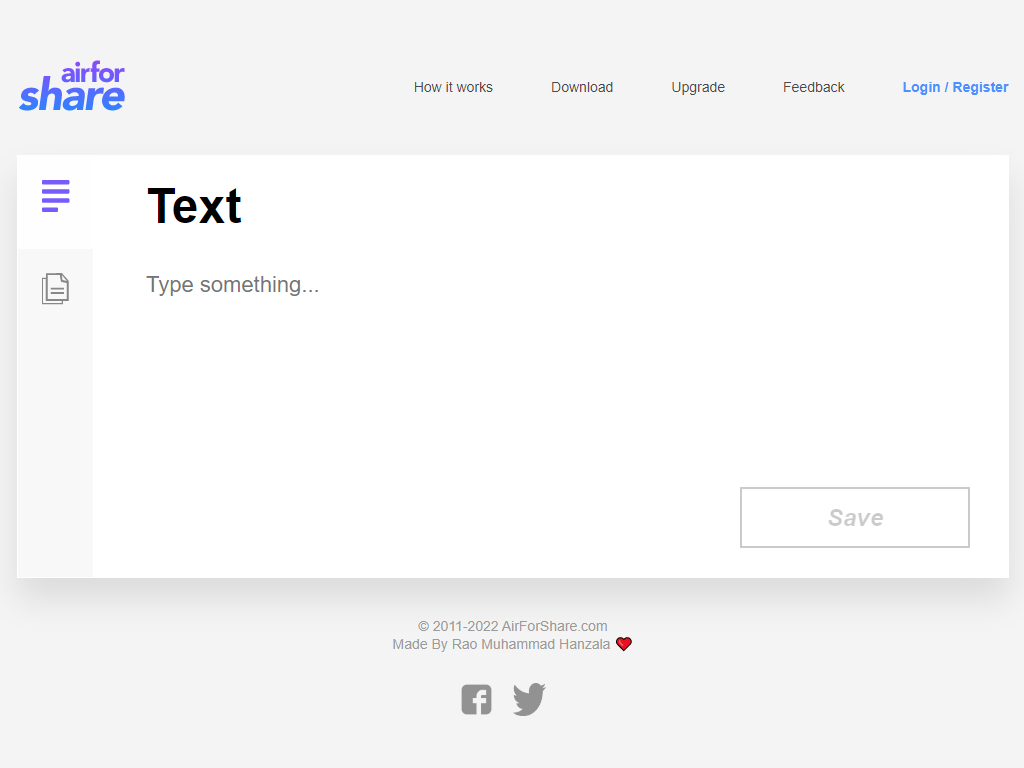 airfor
share
How it works
Download
Upgrade
Feedback
Login / Register
Text
Type something...
Save
© 2011-2022 AirForShare.com
Made By Rao Muhammad Hanzala